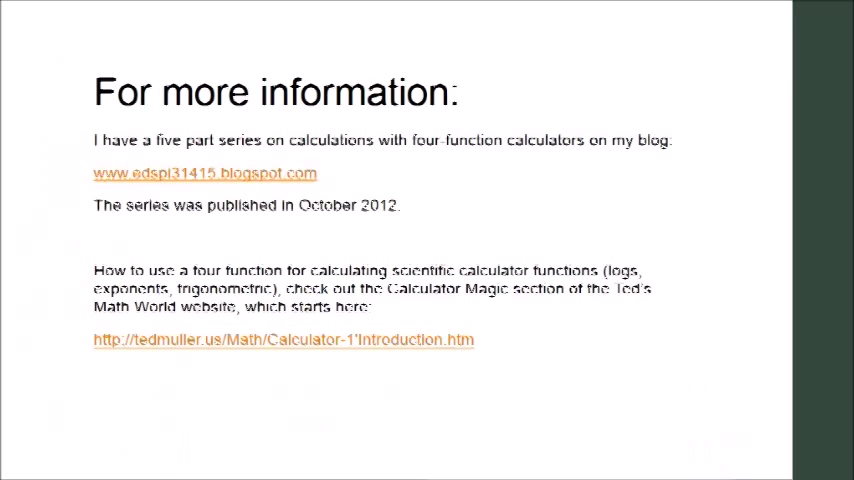 For more information:
I have a five part series on calculations with four-function calculators on my blog:
www.edspi31415.blogspot.com
The series was published in October 2012.
How to use a four function for calculating scientific calculator functions (logs,
exponents, trigonometric), check out the Calculator Magic section of the Ted's
Math World website, which starts here:
http://tedmuller.us/Math/Calculator-1'Introduction.htm